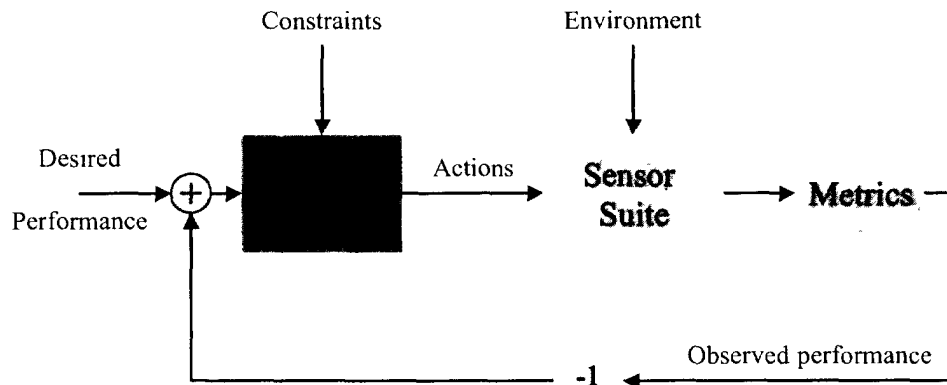 Constraints
Environment
Desired
Performance
+
Actions
Sensor
Suite
Metrics
-1
Observed performance